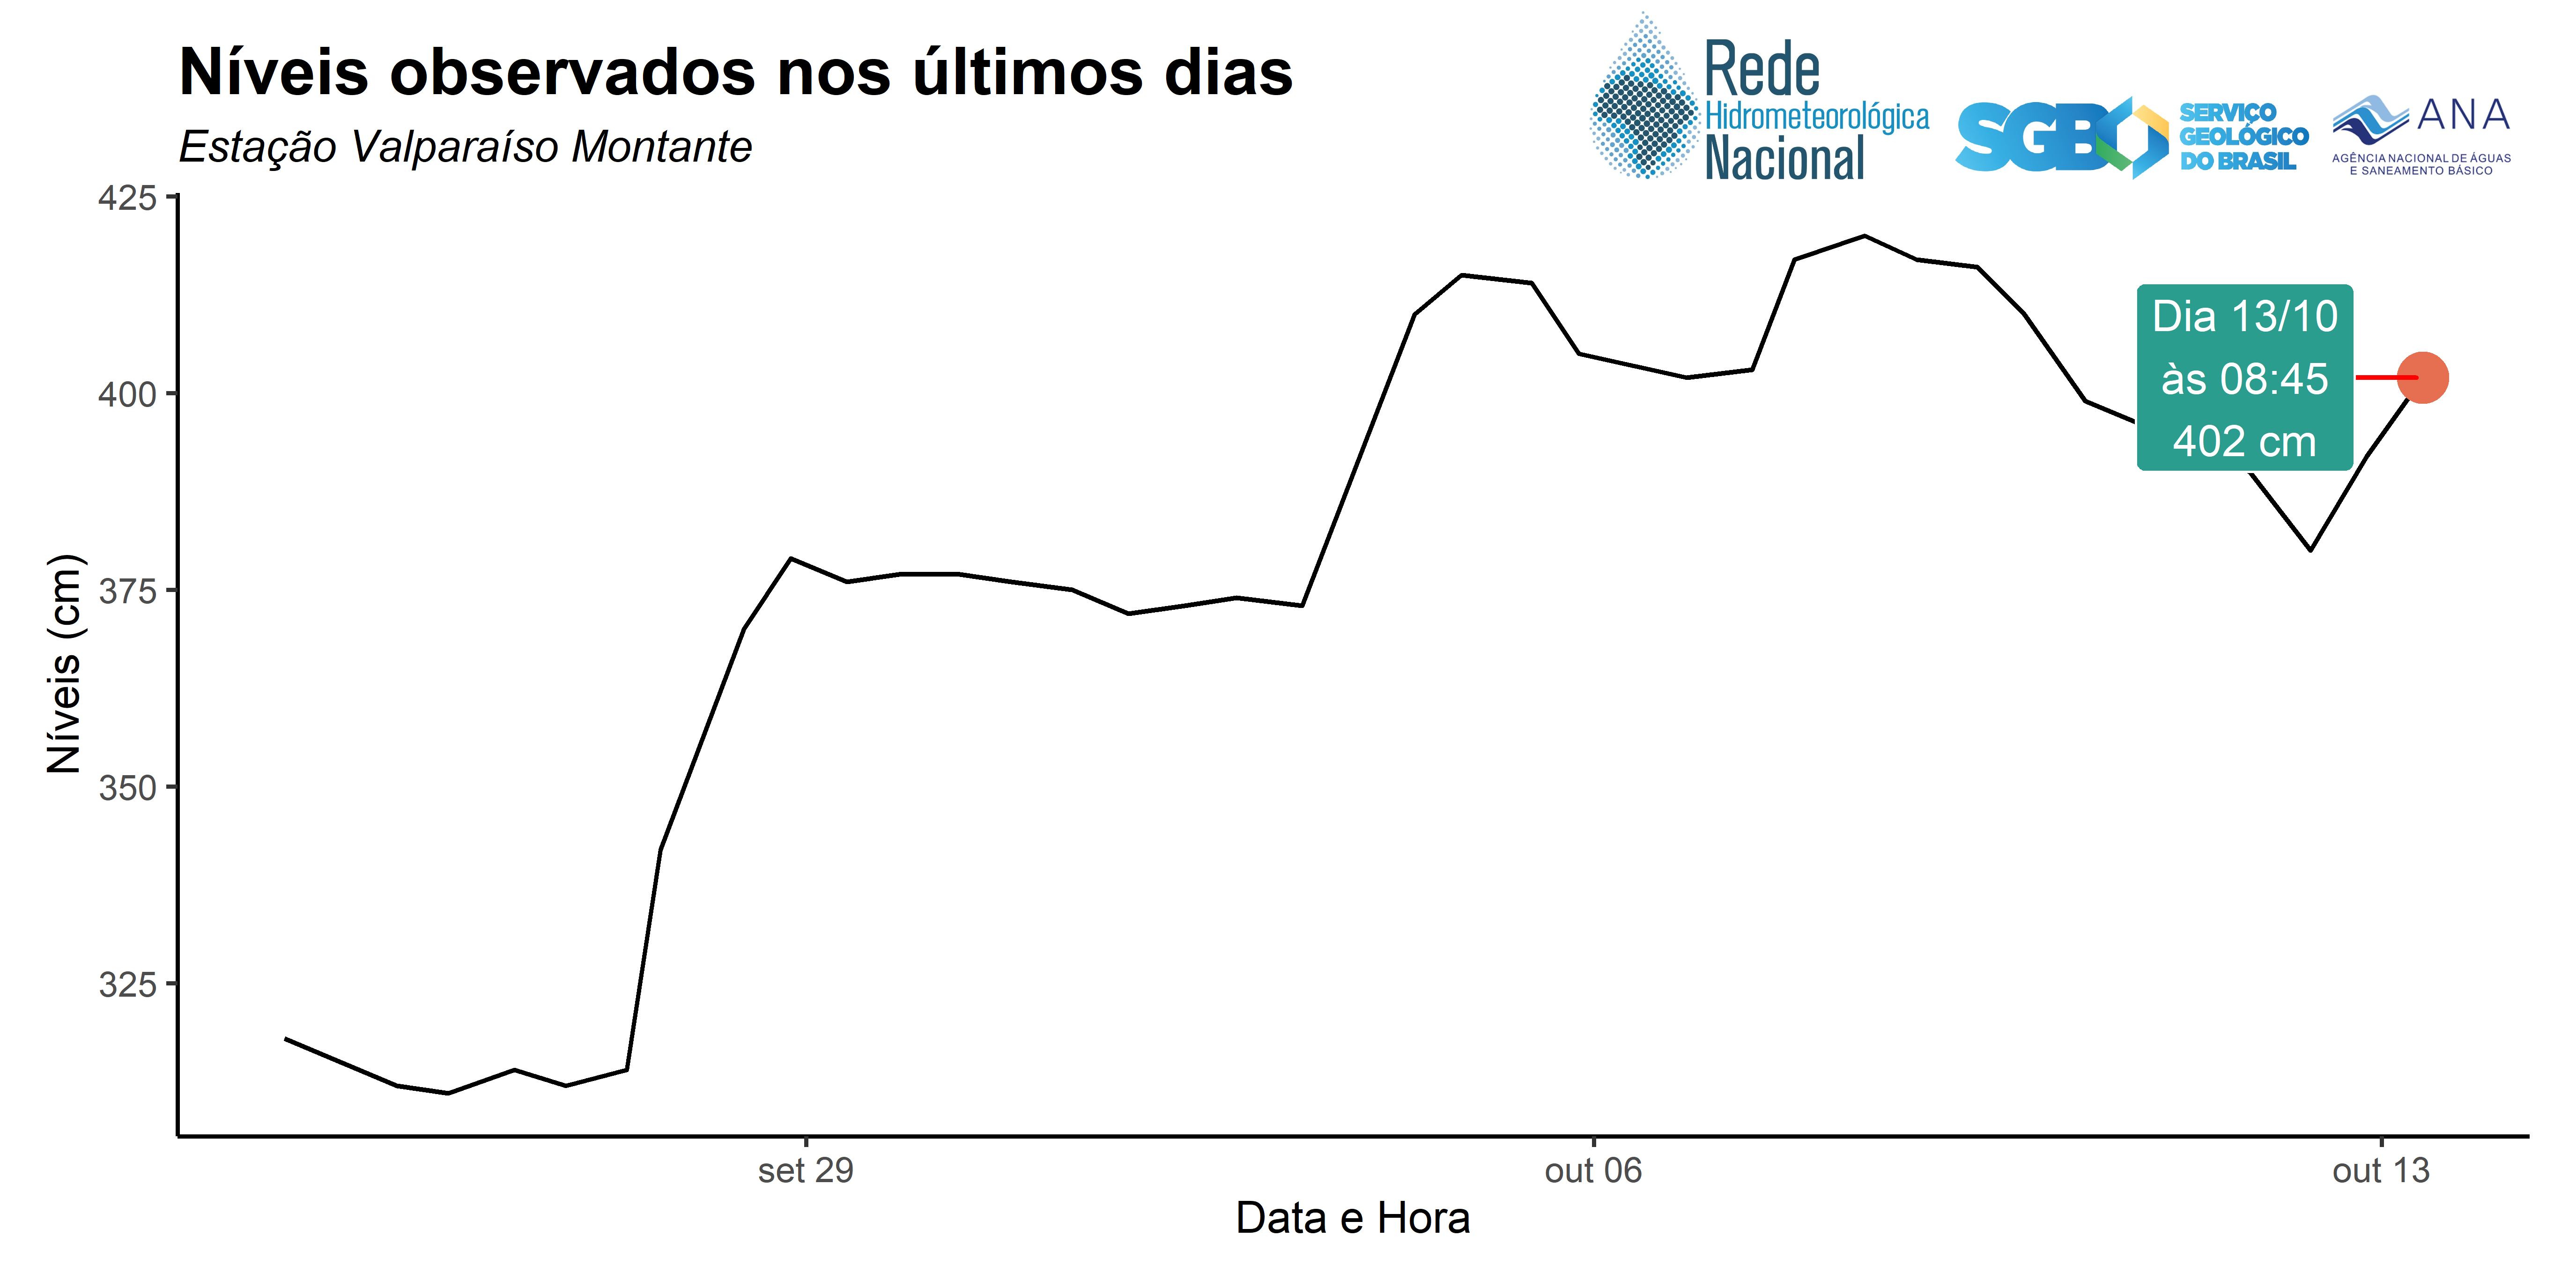 Níveis observados nos últimos dias
Estação Valparaíso Montante
Rede
Hidrometeorológica
Nacional
SGB
SERVIÇO
GEOLÓGICO
DO BRASIL
ANA
AGÊNCIA NACIONAL DE ÁGUAS
E SANEAMENTO BÁSICO
425
400
375
350
325
Níveis (cm)
Dia 13/10
às 08:45
402 cm
set 29
out 06
out 13
Data e Hora